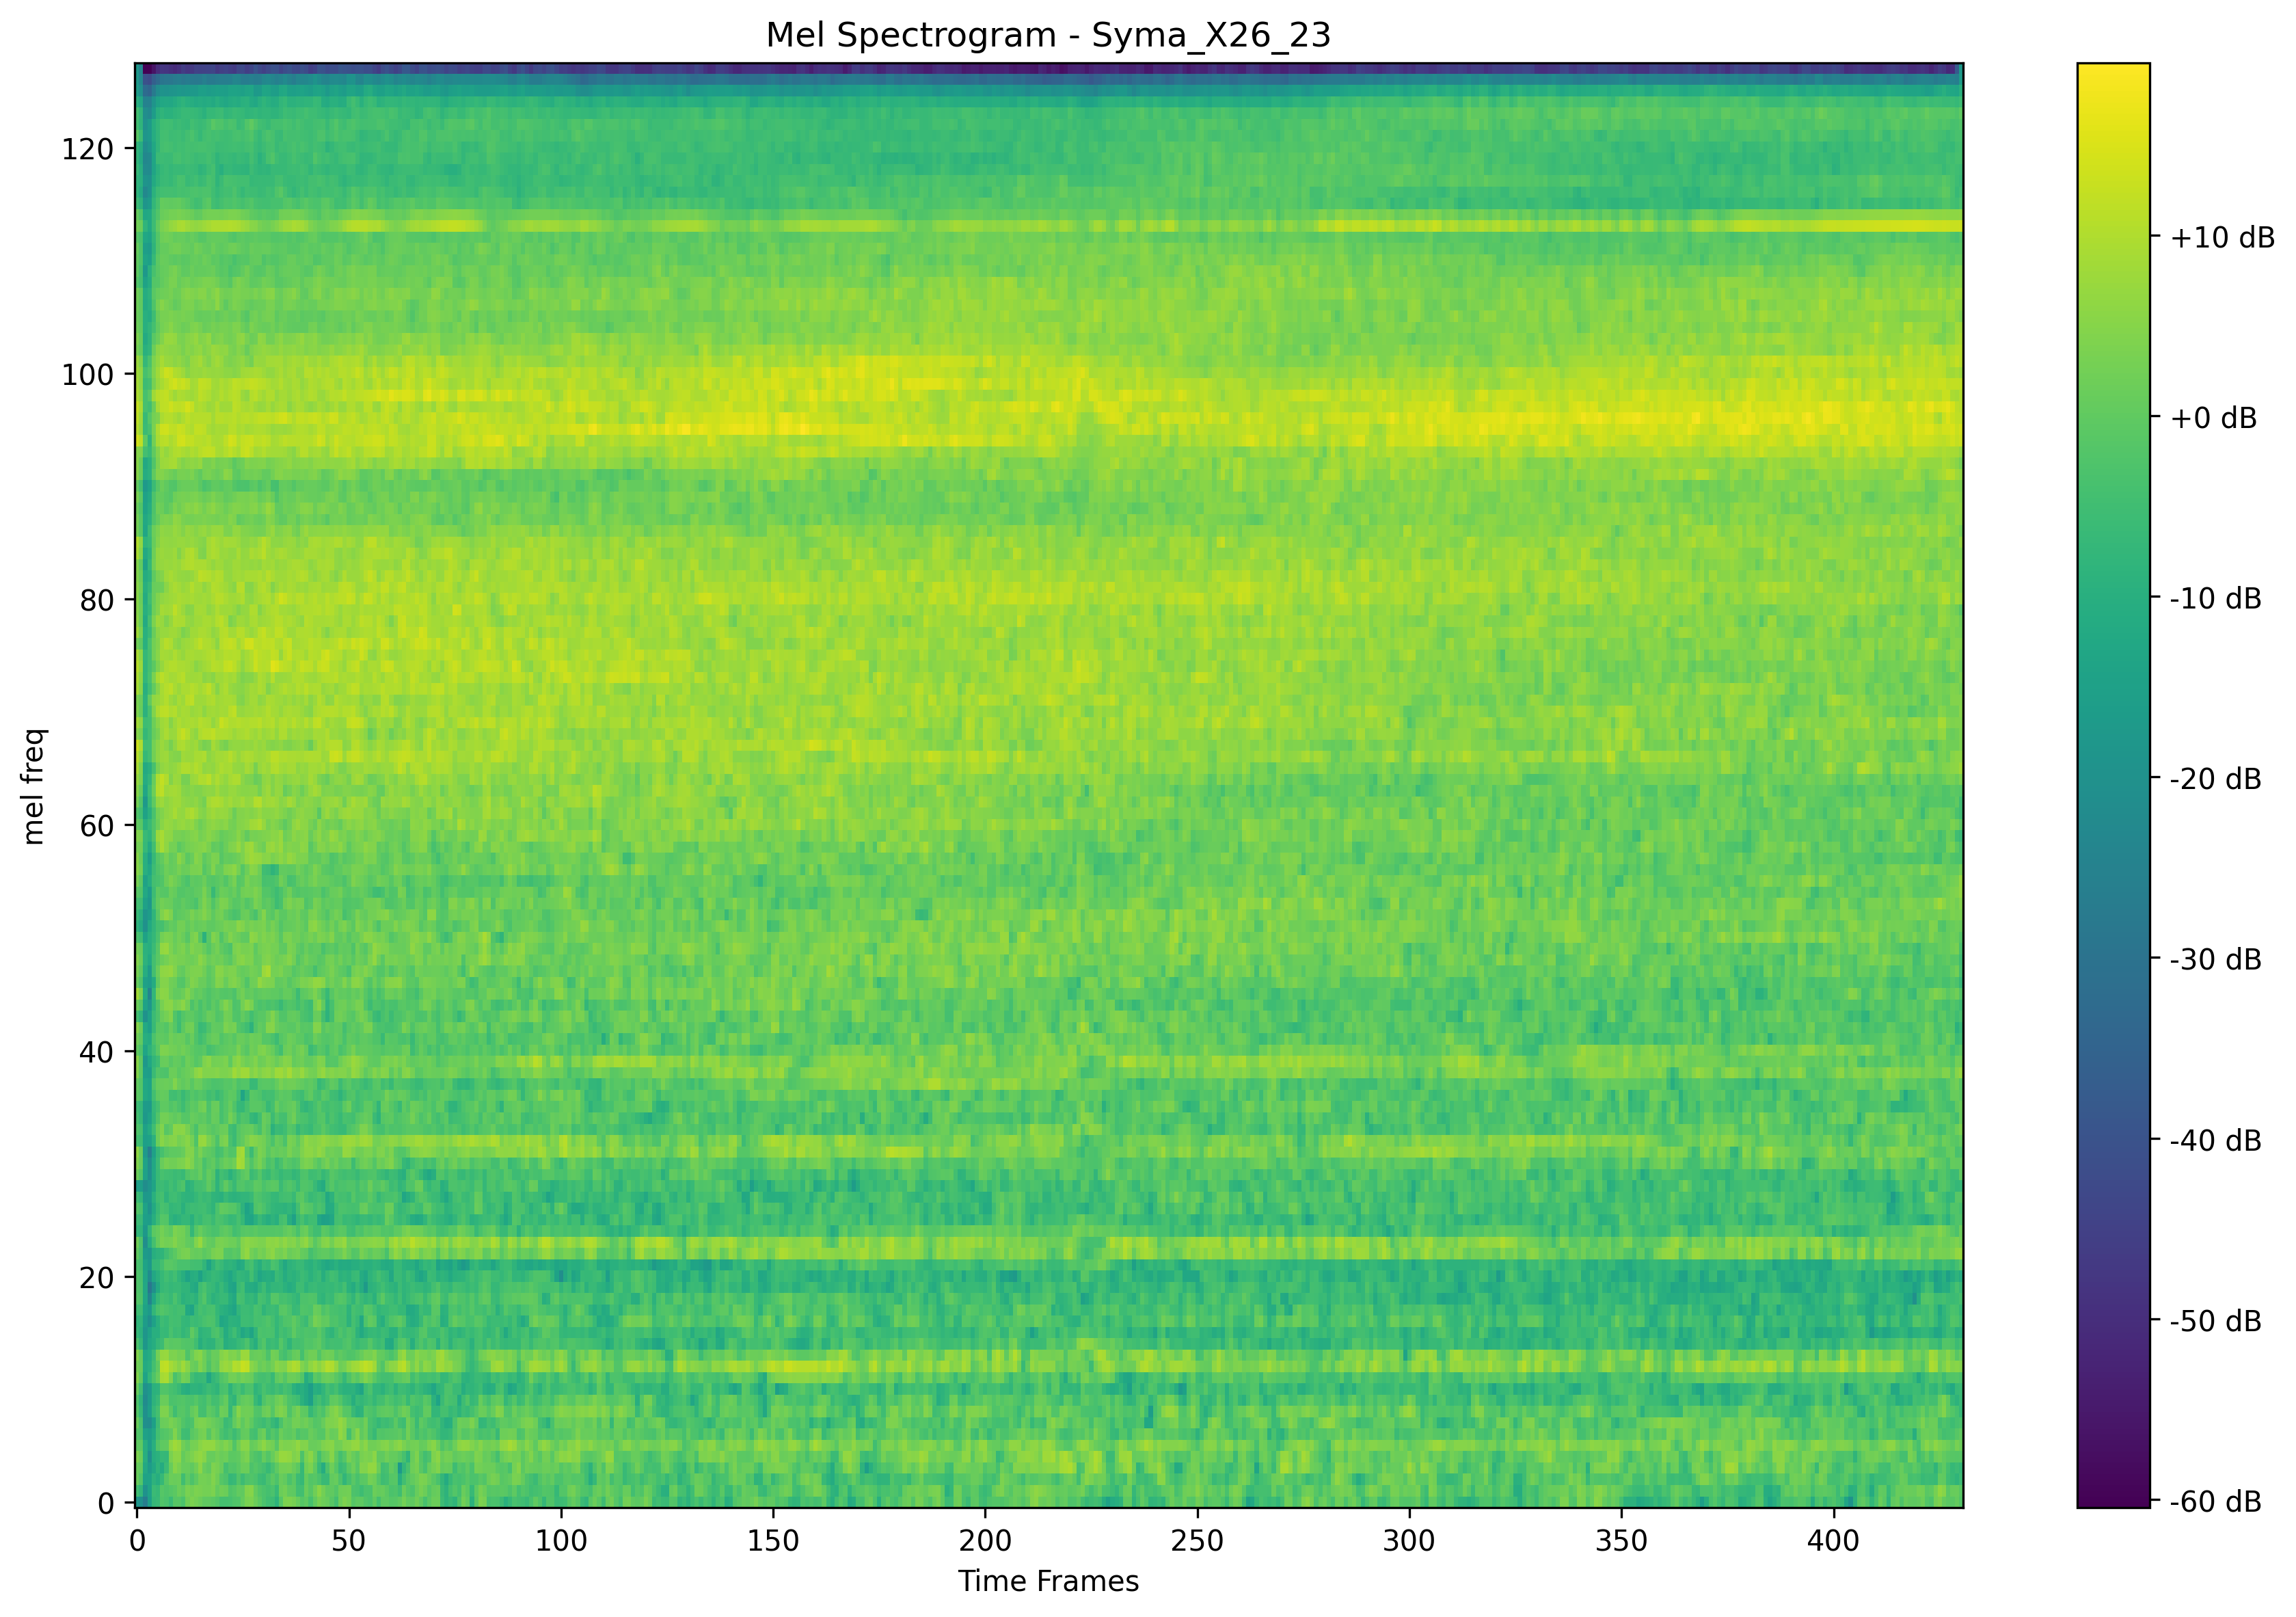 Mel Spectrogram - Syma_X26_23
mel freq
120
100
80
60
40
20
0
0 50 100 150 200 250 300 350 400
Time Frames
+10 dB
+0 dB
-10 dB
-20 dB
-30 dB
-40 dB
-50 dB
-60 dB